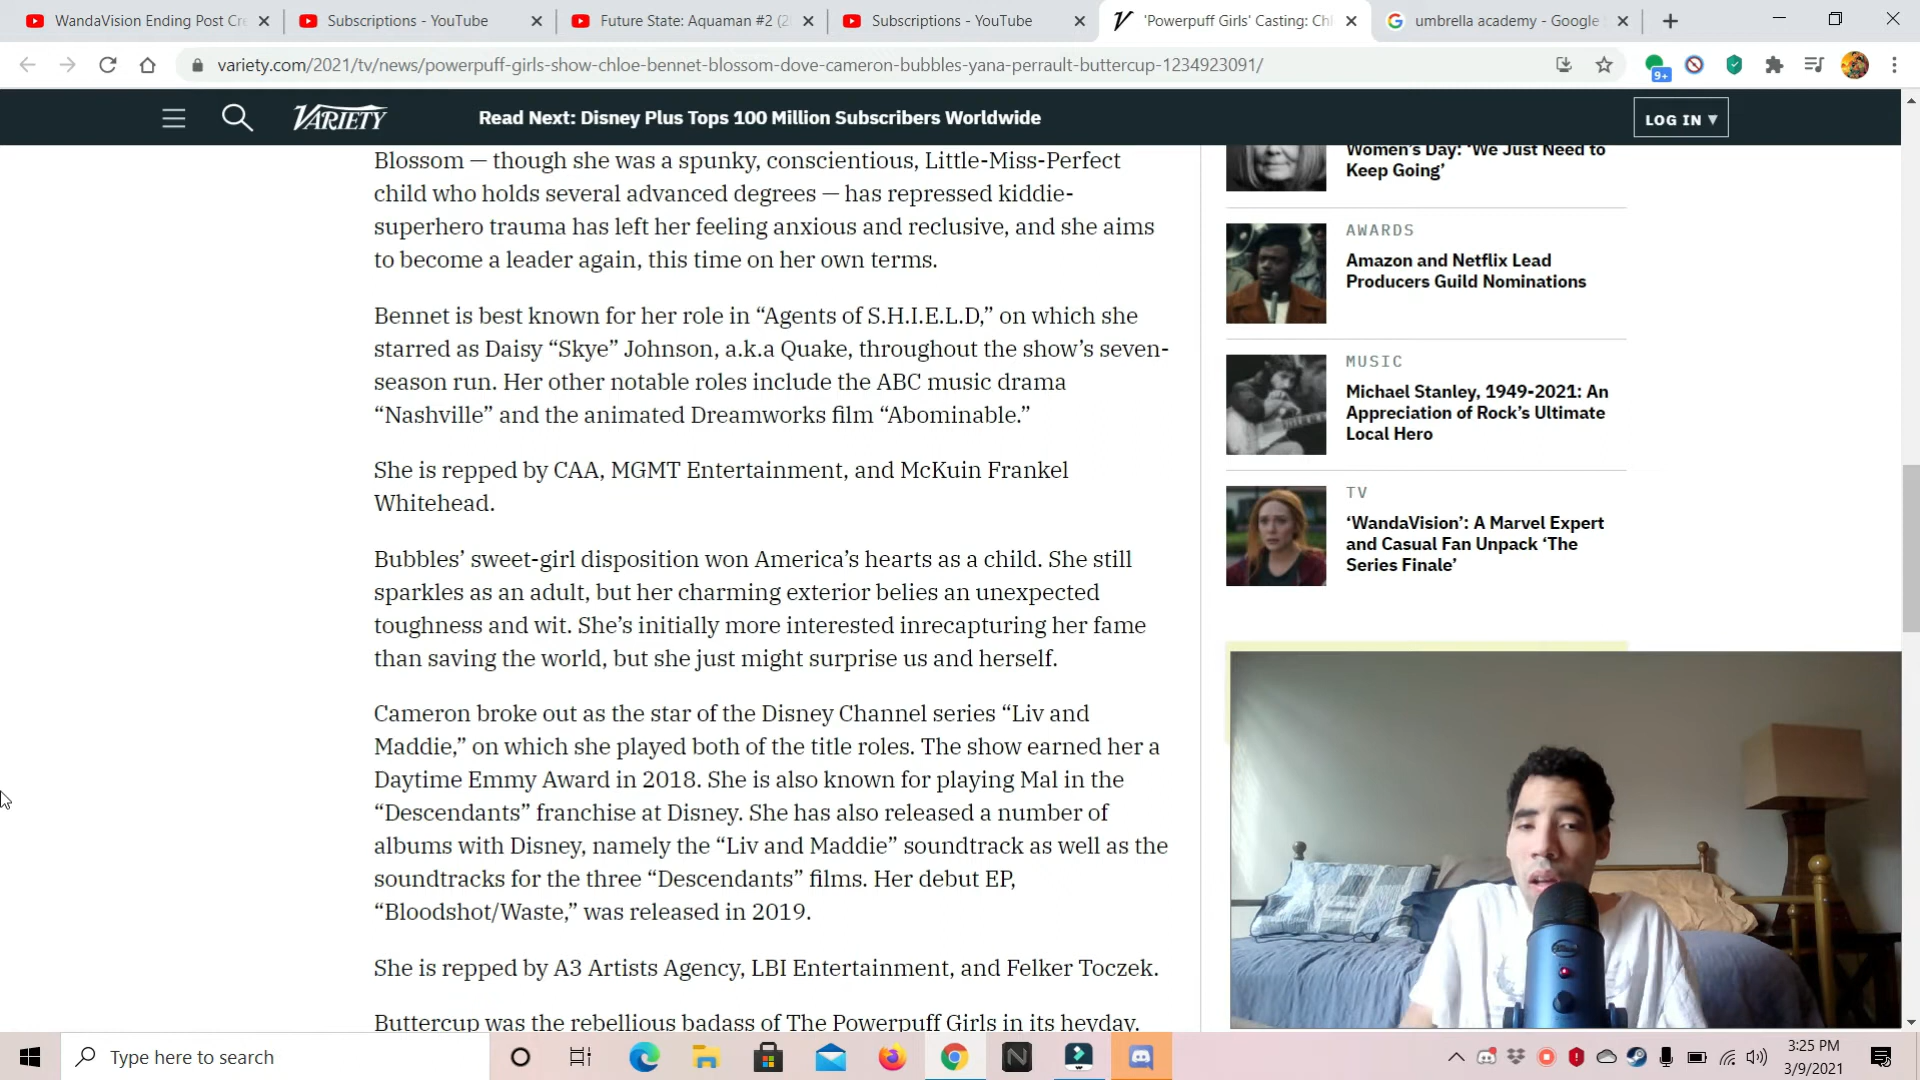 WandaVision Ending Post Cre
Subscriptions - YouTube
Future State: Aquaman #2 (2
Subscriptions - YouTube
'Powerpuff Girls' Casting: Chl
umbrella academy - Google
variety.com/2021/tv/news/powerpuff-girls-show-chloe-bennet-blossom-dove-cameron-bubbles-yana-perrault-buttercup-1234923091/
9+
VARIETY
Read Next: Disney Plus Tops 100 Million Subscribers Worldwide
LOG IN ▼
Blossom — though she was a spunky, conscientious, Little-Miss-Perfect
child who holds several advanced degrees — has repressed kiddie-
superhero trauma has left her feeling anxious and reclusive, and she aims
to become a leader again, this time on her own terms.
Bennet is best known for her role in “Agents of S.H.I.E.L.D,” on which she
starred as Daisy “Skye” Johnson, a.k.a Quake, throughout the show’s seven-
season run. Her other notable roles include the ABC music drama
“Nashville” and the animated Dreamworks film “Abominable.”
She is repped by CAA, MGMT Entertainment, and McKuin Frankel
Whitehead.
Bubbles’ sweet-girl disposition won America’s hearts as a child. She still
sparkles as an adult, but her charming exterior belies an unexpected
toughness and wit. She’s initially more interested inrecapturing her fame
than saving the world, but she just might surprise us and herself.
Cameron broke out as the star of the Disney Channel series “Liv and
Maddie,” on which she played both of the title roles. The show earned her a
Daytime Emmy Award in 2018. She is also known for playing Mal in the
“Descendants” franchise at Disney. She has also released a number of
albums with Disney, namely the “Liv and Maddie” soundtrack as well as the
soundtracks for the three “Descendants” films. Her debut EP,
“Bloodshot/Waste,” was released in 2019.
She is repped by A3 Artists Agency, LBI Entertainment, and Felker Toczek.
Buttercup was the rebellious badass of The Powerpuff Girls in its heyday.
Women’s Day: ‘We Just Need to
Keep Going’
AWARDS
Amazon and Netflix Lead
Producers Guild Nominations
MUSIC
Michael Stanley, 1949-2021: An
Appreciation of Rock’s Ultimate
Local Hero
TV
‘WandaVision’: A Marvel Expert
and Casual Fan Unpack ‘The
Series Finale’
Type here to search
3:25 PM
3/9/2021